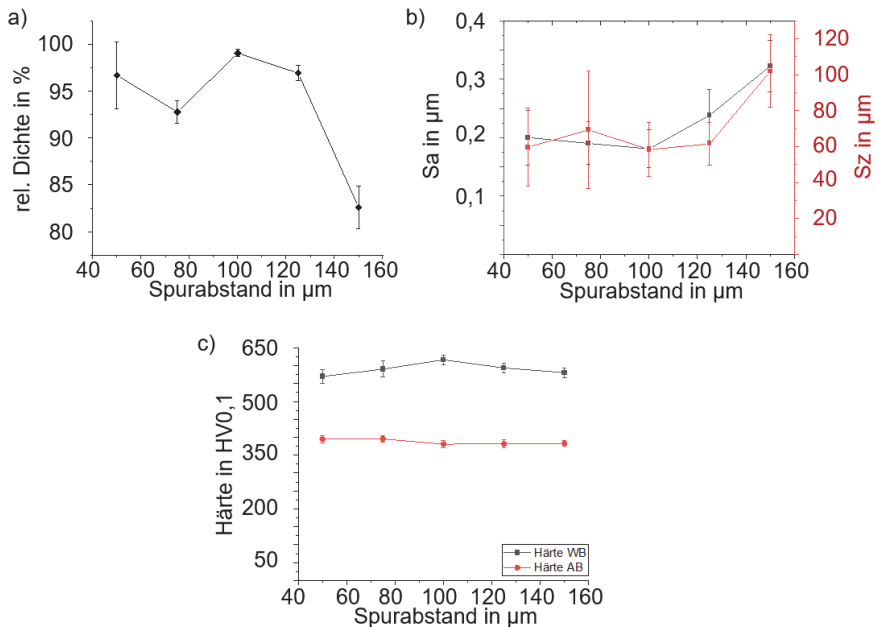 a)
rel. Dichte in %
100
95
90
85
80
40 60 80 100 120 140 160
Spurabstand in µm
b)
Sa in µm
0,4
0,3
0,2
0,1
120
100
80
60
40
20
Sz in µm
40 60 80 100 120 140 160
Spurabstand in µm
c)
Härte in HV0,1
650
500
350
200
50
Härte WB
Härte AB
40 60 80 100 120 140 160
Spurabstand in µm